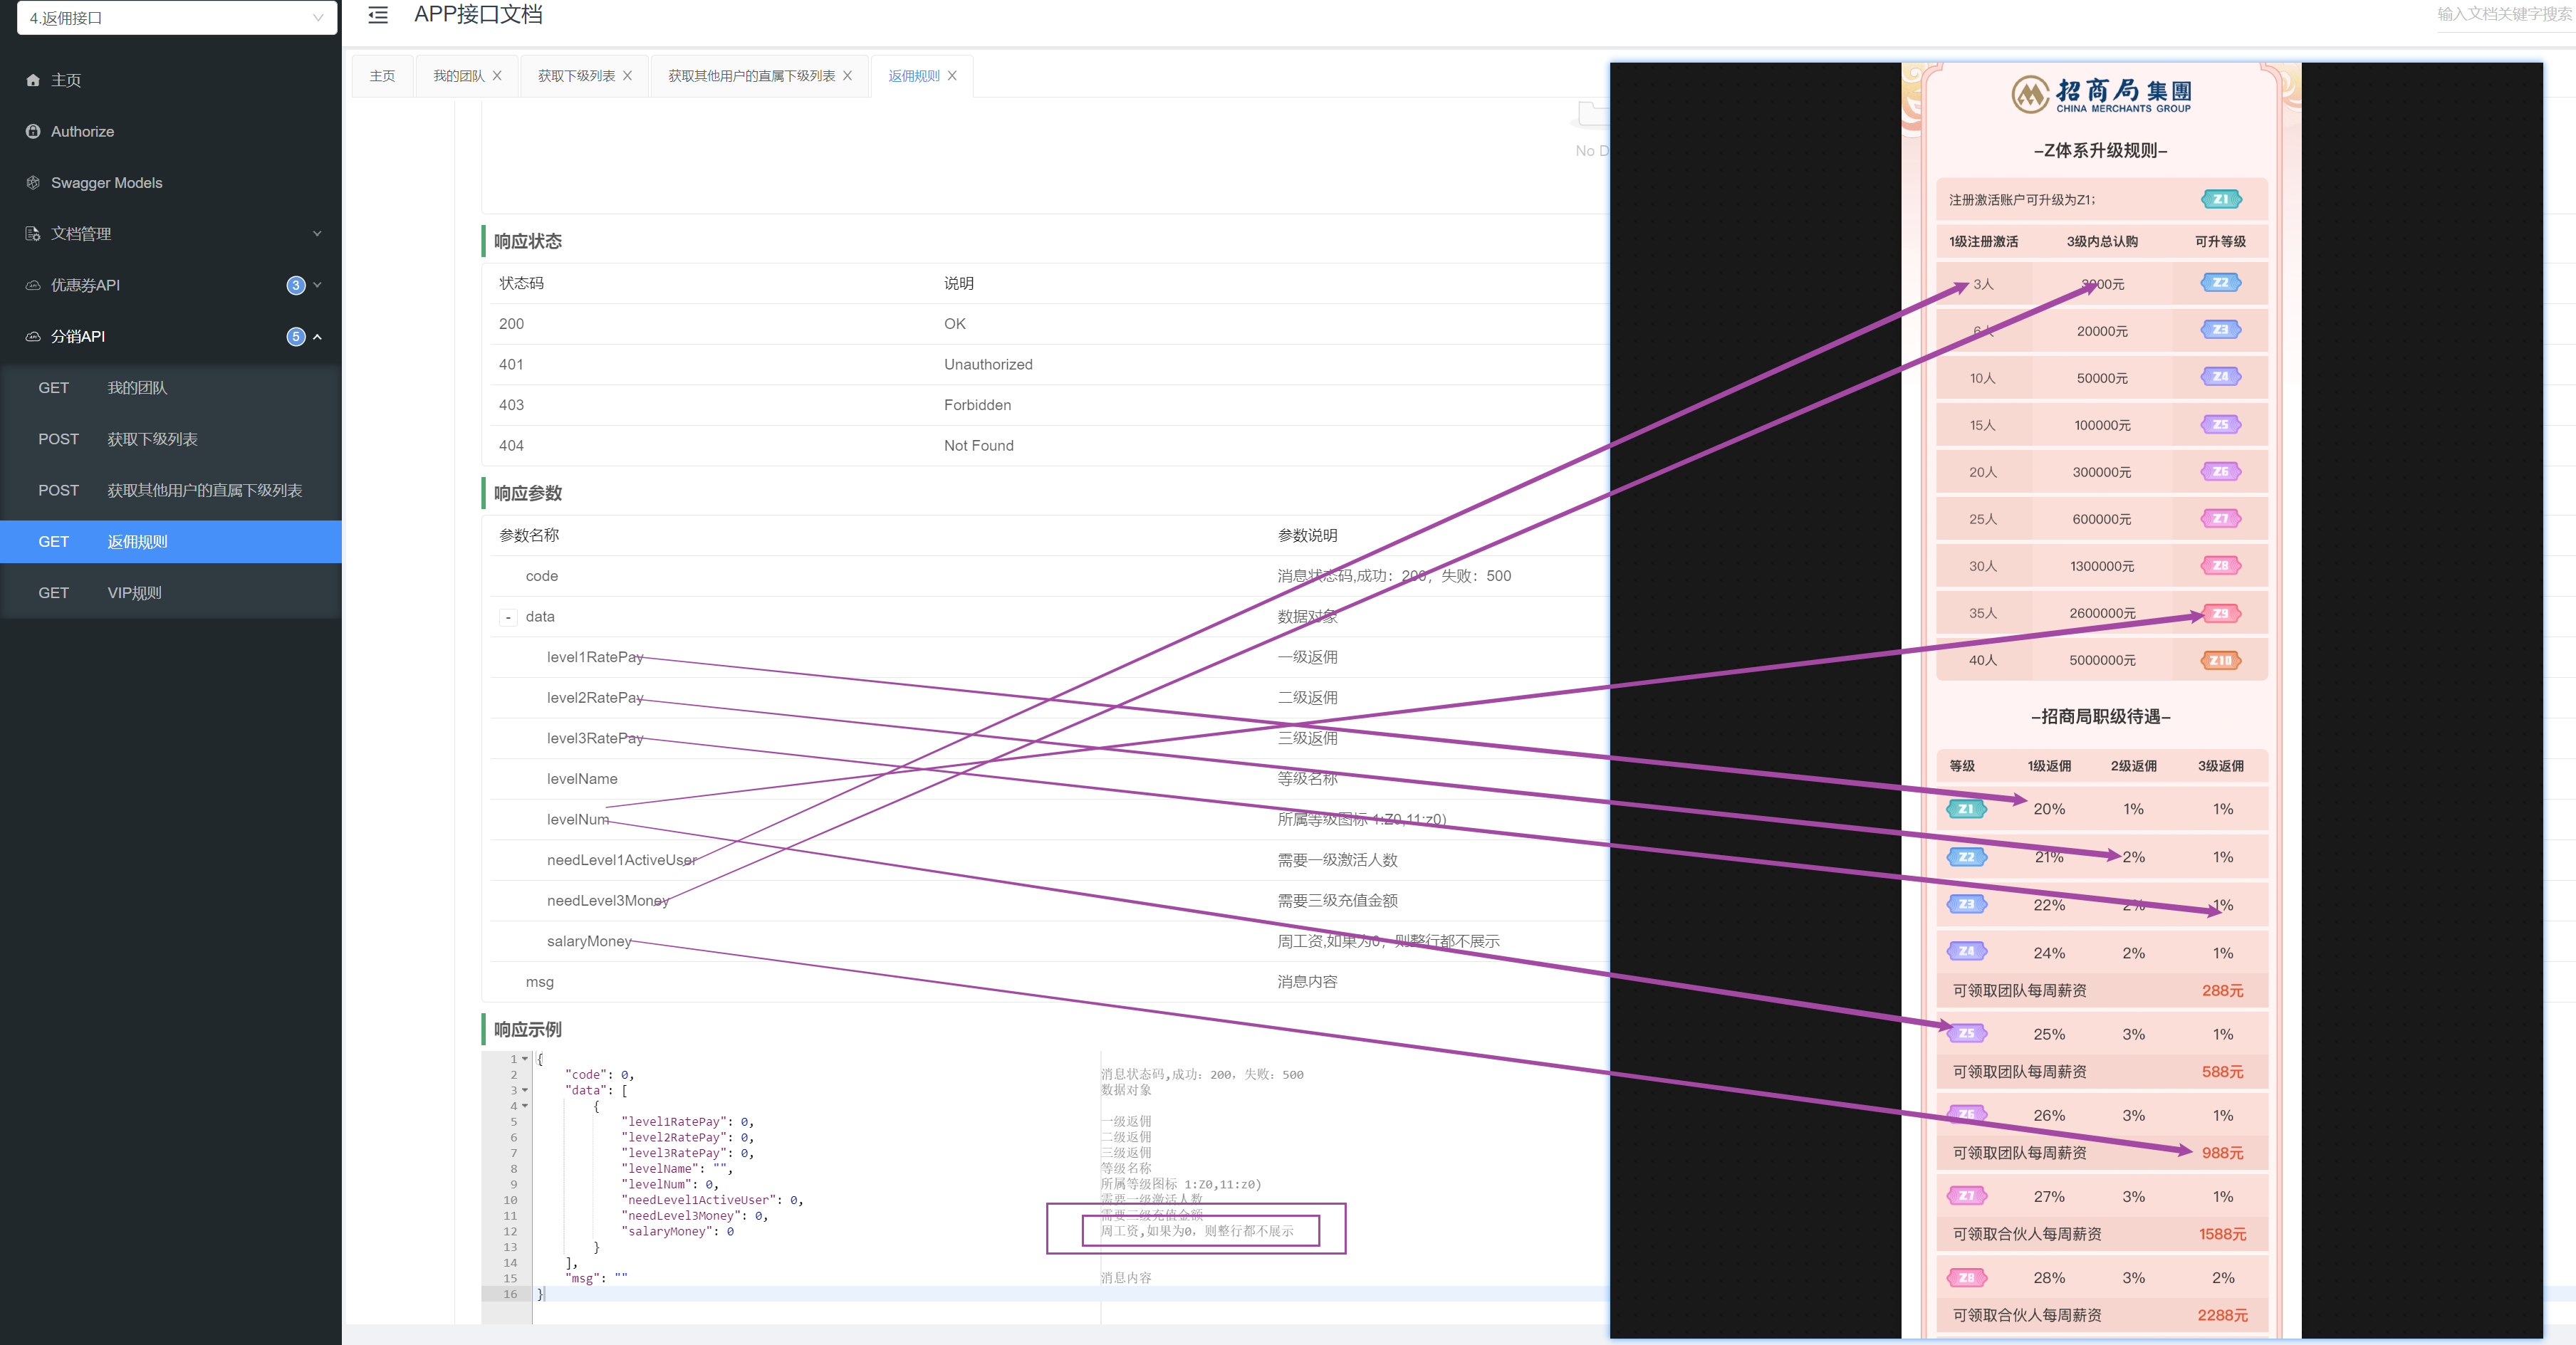 4.返佣接口
APP接口文档
输入文档关键字搜索
主页
Authorize
Swagger Models
文档管理
优惠券API
3
分销API
5
GET 我的团队
POST 获取下级列表
POST 获取其他用户的直属下级列表
GET 返佣规则
GET VIP规则
主页
我的团队
获取下级列表
获取其他用户的直属下级列表
返佣规则
No D
响应状态
状态码 说明
200 OK
401 Unauthorized
403 Forbidden
404 Not Found
响应参数
参数名称 参数说明
code 消息状态码,成功：200，失败：500
- data 数据对象
level1RatePay 一级返佣
level2RatePay 二级返佣
level3RatePay 三级返佣
levelName 等级名称
levelNum 所属等级图标 1:Z0,11:z0)
needLevel1ActiveUser 需要一级激活人数
needLevel3Money 需要三级充值金额
salaryMoney 周工资,如果为0，则整行都不展示
msg 消息内容
响应示例
1 {
2 "code": 0, 消息状态码,成功：200，失败：500
3 "data": [ 数据对象
4 {
5 "level1RatePay": 0, 一级返佣
6 "level2RatePay": 0, 二级返佣
7 "level3RatePay": 0, 三级返佣
8 "levelName": "", 等级名称
9 "levelNum": 0, 所属等级图标 1:Z0,11:z0)
10 "needLevel1ActiveUser": 0, 需要一级激活人数
11 "needLevel3Money": 0, 需要三级充值金额
12 "salaryMoney": 0 周工资,如果为0，则整行都不展示
13 }
14 ],
15 "msg": "" 消息内容
16 }
招商局集團
CHINA MERCHANTS GROUP
–Z体系升级规则–
注册激活账户可升级为Z1; Z1
1级注册激活 3级内总认购 可升等级
3人 3000元 Z2
6人 20000元 Z3
10人 50000元 Z4
15人 100000元 Z5
20人 300000元 Z6
25人 600000元 Z7
30人 1300000元 Z8
35人 2600000元 Z9
40人 5000000元 Z10
–招商局职级待遇–
等级 1级返佣 2级返佣 3级返佣
Z1 20% 1% 1%
Z2 21% 2% 1%
Z3 22% 2% 1%
Z4 24% 2% 1%
可领取团队每周薪资 288元
Z5 25% 3% 1%
可领取团队每周薪资 588元
Z6 26% 3% 1%
可领取团队每周薪资 988元
Z7 27% 3% 1%
可领取合伙人每周薪资 1588元
Z8 28% 3% 2%
可领取合伙人每周薪资 2288元